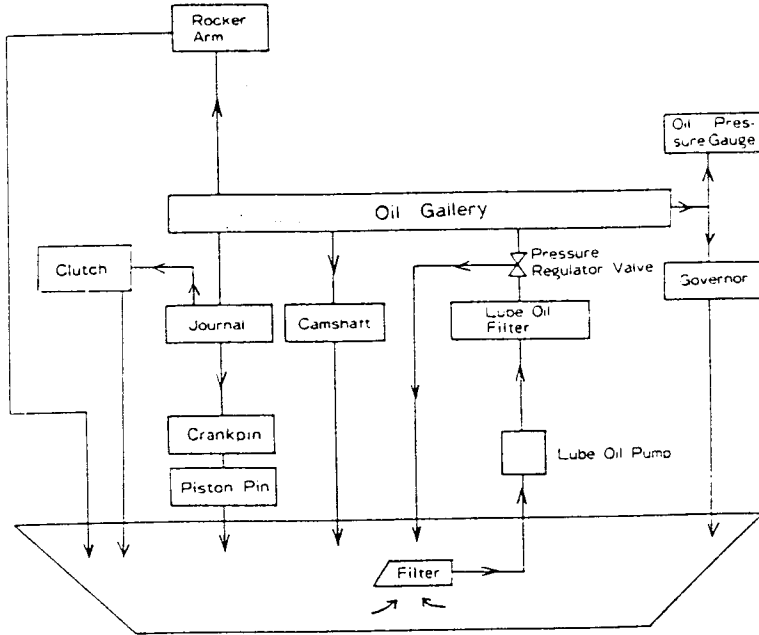 Rocker
Arm
Oil Pres-
sure Gauge
Oil Gallery
Clutch
Pressure
Regulator Valve
Governor
Journal
Camshaft
Lube Oil
Filter
Crankpin
Lube Oil Pump
Piston Pin
Filter